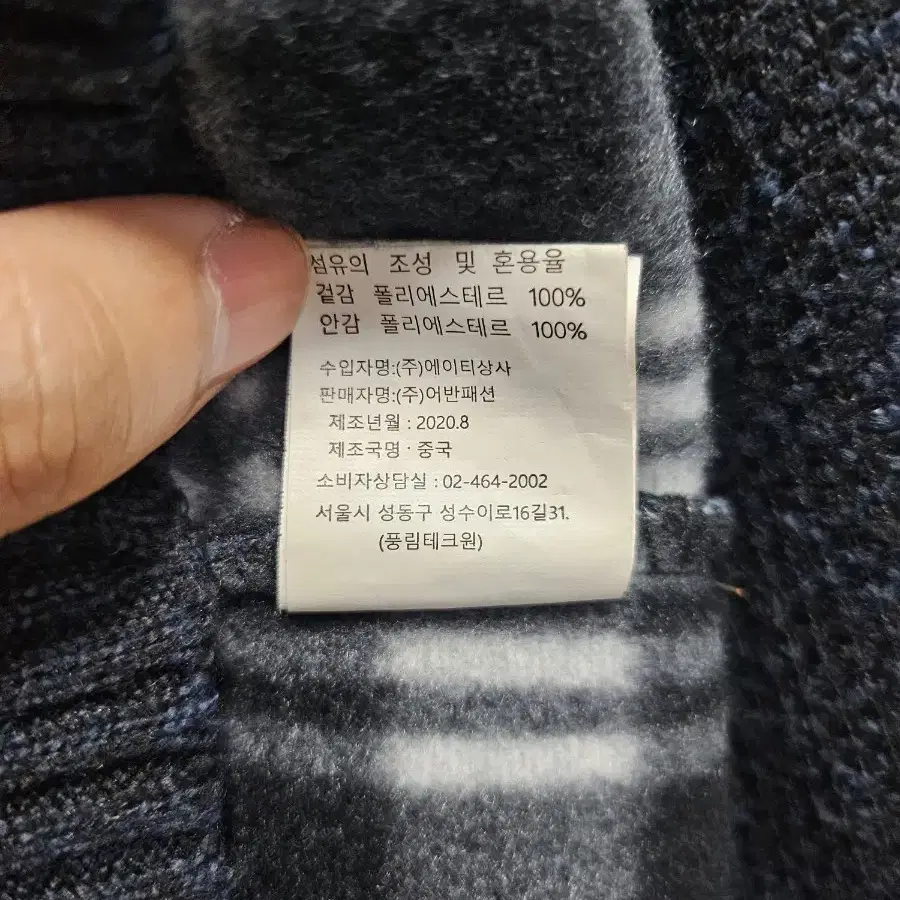 섬유의 조성 및 혼용율
겉감 폴리에스테르 100%
안감 폴리에스테르 100%
수입자명:(주)에이티상사
판매자명:(주)어반패션
제조년월 : 2020.8
제조국명 · 중국
소비자상담실 : 02-464-2002
서울시 성동구 성수이로16길31.
(풍림테크원)